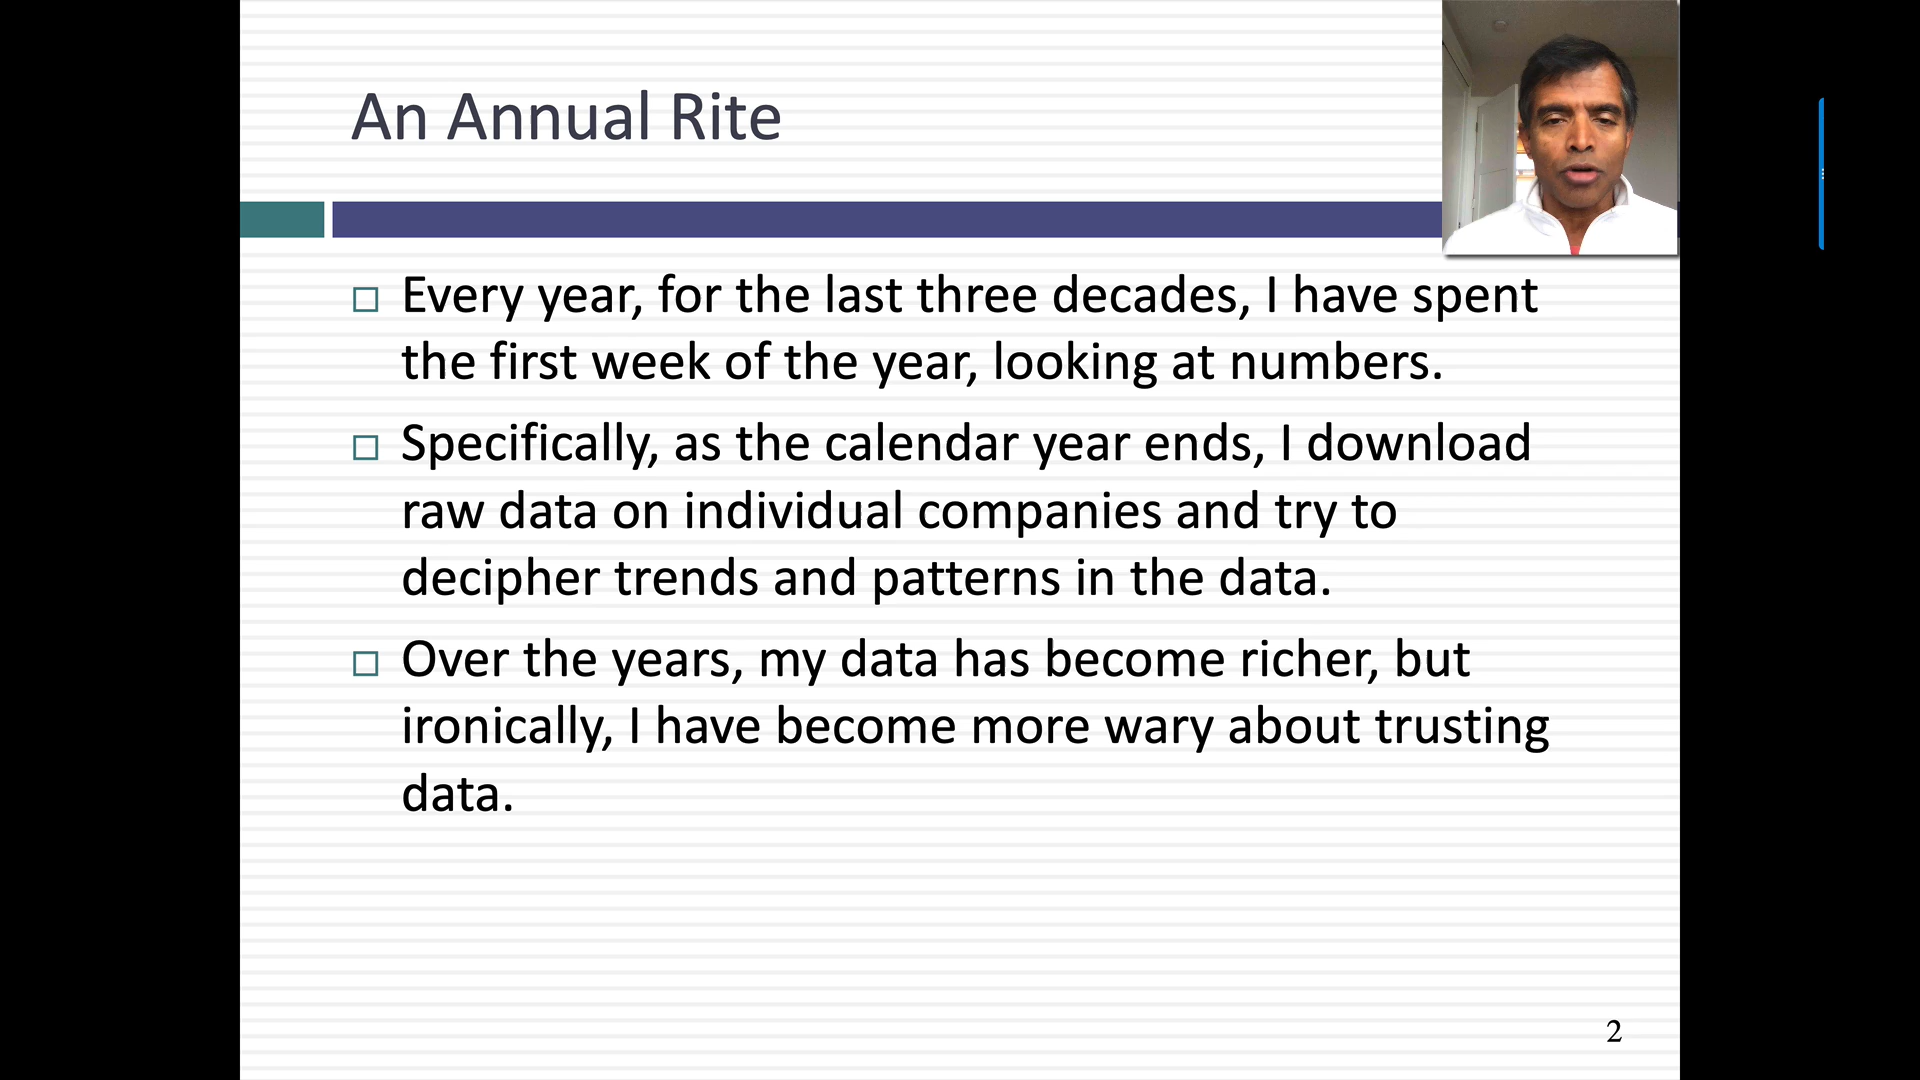 An Annual Rite
Every year, for the last three decades, I have spent
the first week of the year, looking at numbers.
Specifically, as the calendar year ends, I download
raw data on individual companies and try to
decipher trends and patterns in the data.
Over the years, my data has become richer, but
ironically, I have become more wary about trusting
data.
2